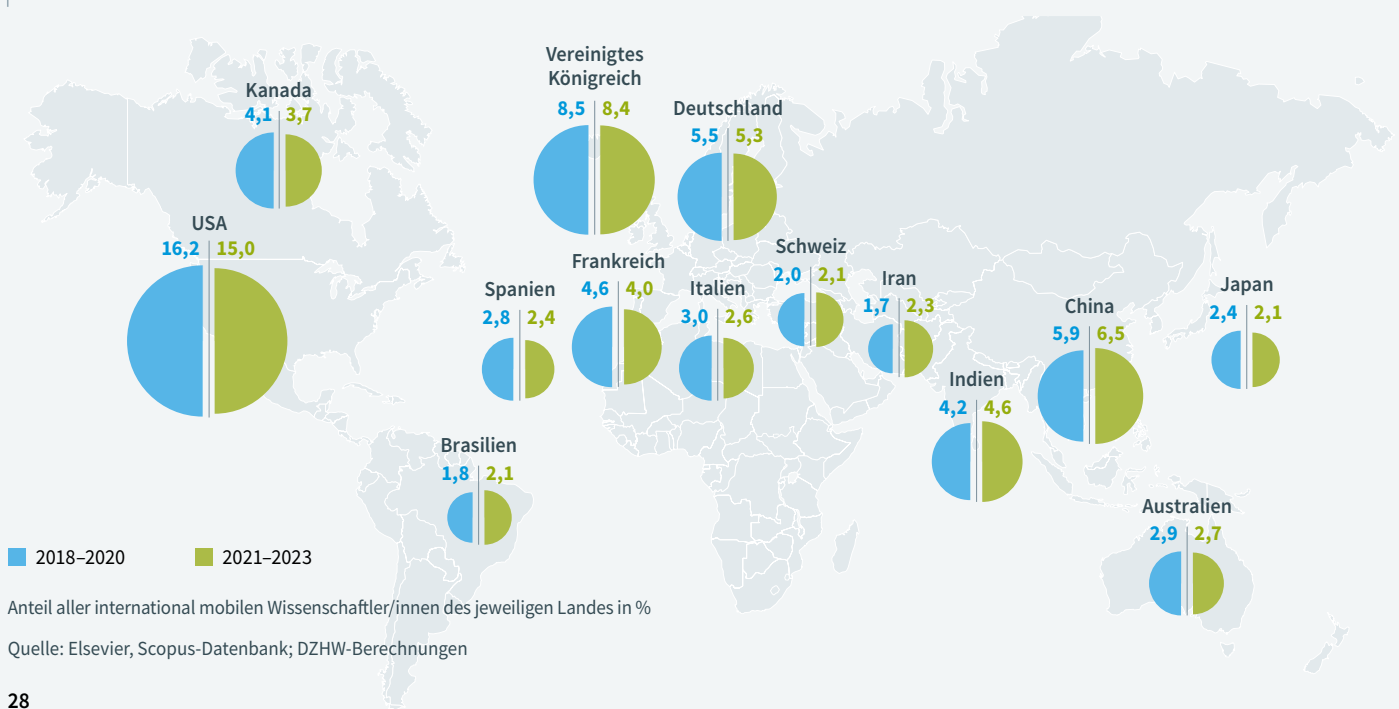 Vereinigtes
Königreich
8,5 8,4
Kanada
4,1 3,7
Deutschland
5,5 5,3
USA
16,2 15,0
Schweiz
2,0 2,1
Frankreich
4,6 4,0
Spanien
2,8 2,4
Italien
3,0 2,6
Iran
1,7 2,3
China
5,9 6,5
Japan
2,4 2,1
Indien
4,2 4,6
Brasilien
1,8 2,1
Australien
2,9 2,7
2018–2020 2021–2023
Anteil aller international mobilen Wissenschaftler/innen des jeweiligen Landes in %
Quelle: Elsevier, Scopus-Datenbank; DZHW-Berechnungen
28